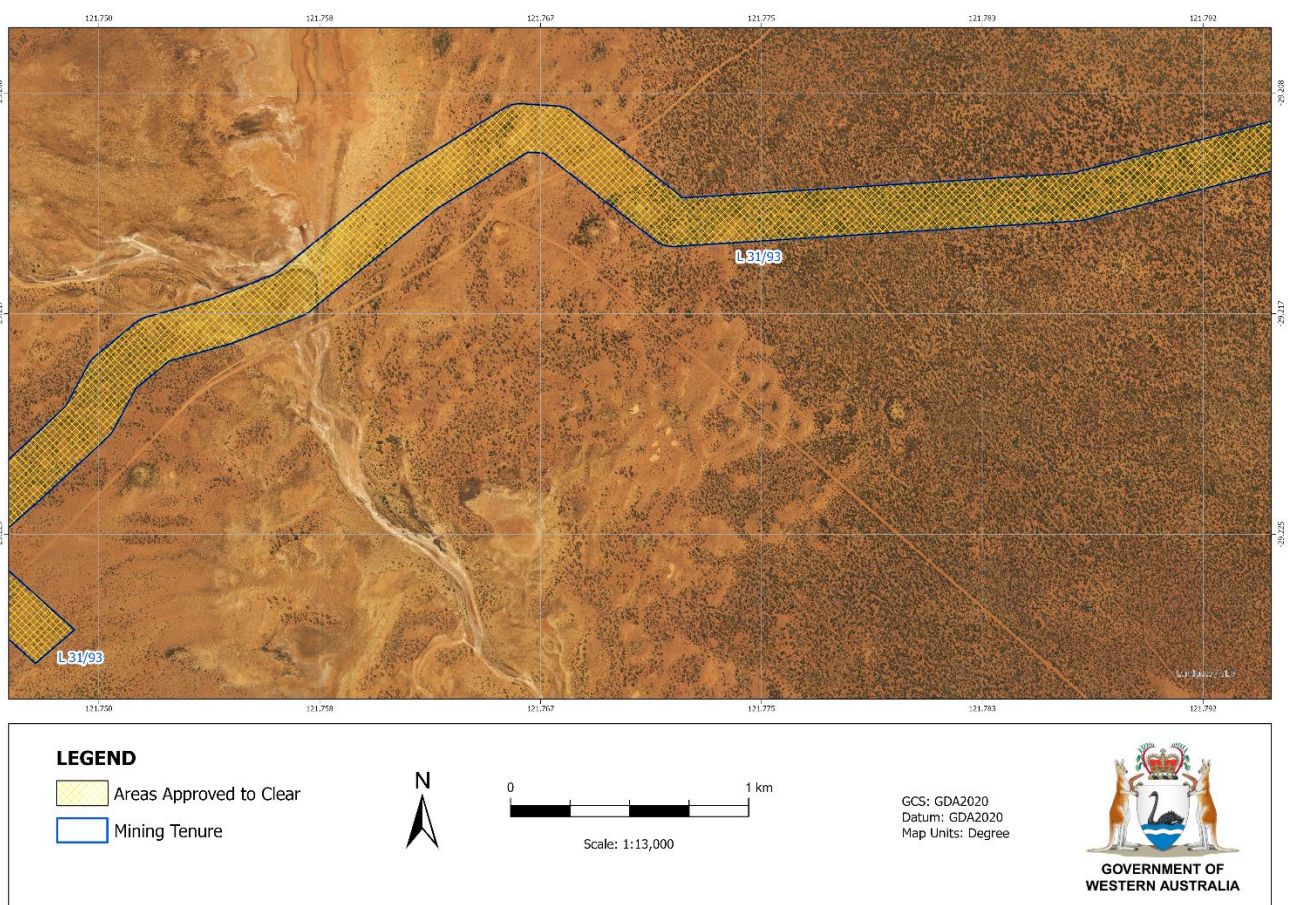 121.750 121.758 121.767 121.775 121.783 121.792
-29.208
L 31/93
-29.217
-29.225
L 31/93
121.750 121.758 121.767 121.775 121.783 121.792
LEGEND
Areas Approved to Clear
Mining Tenure
N
0 1 km
Scale: 1:13,000
GCS: GDA2020
Datum: GDA2020
Map Units: Degree
GOVERNMENT OF
WESTERN AUSTRALIA